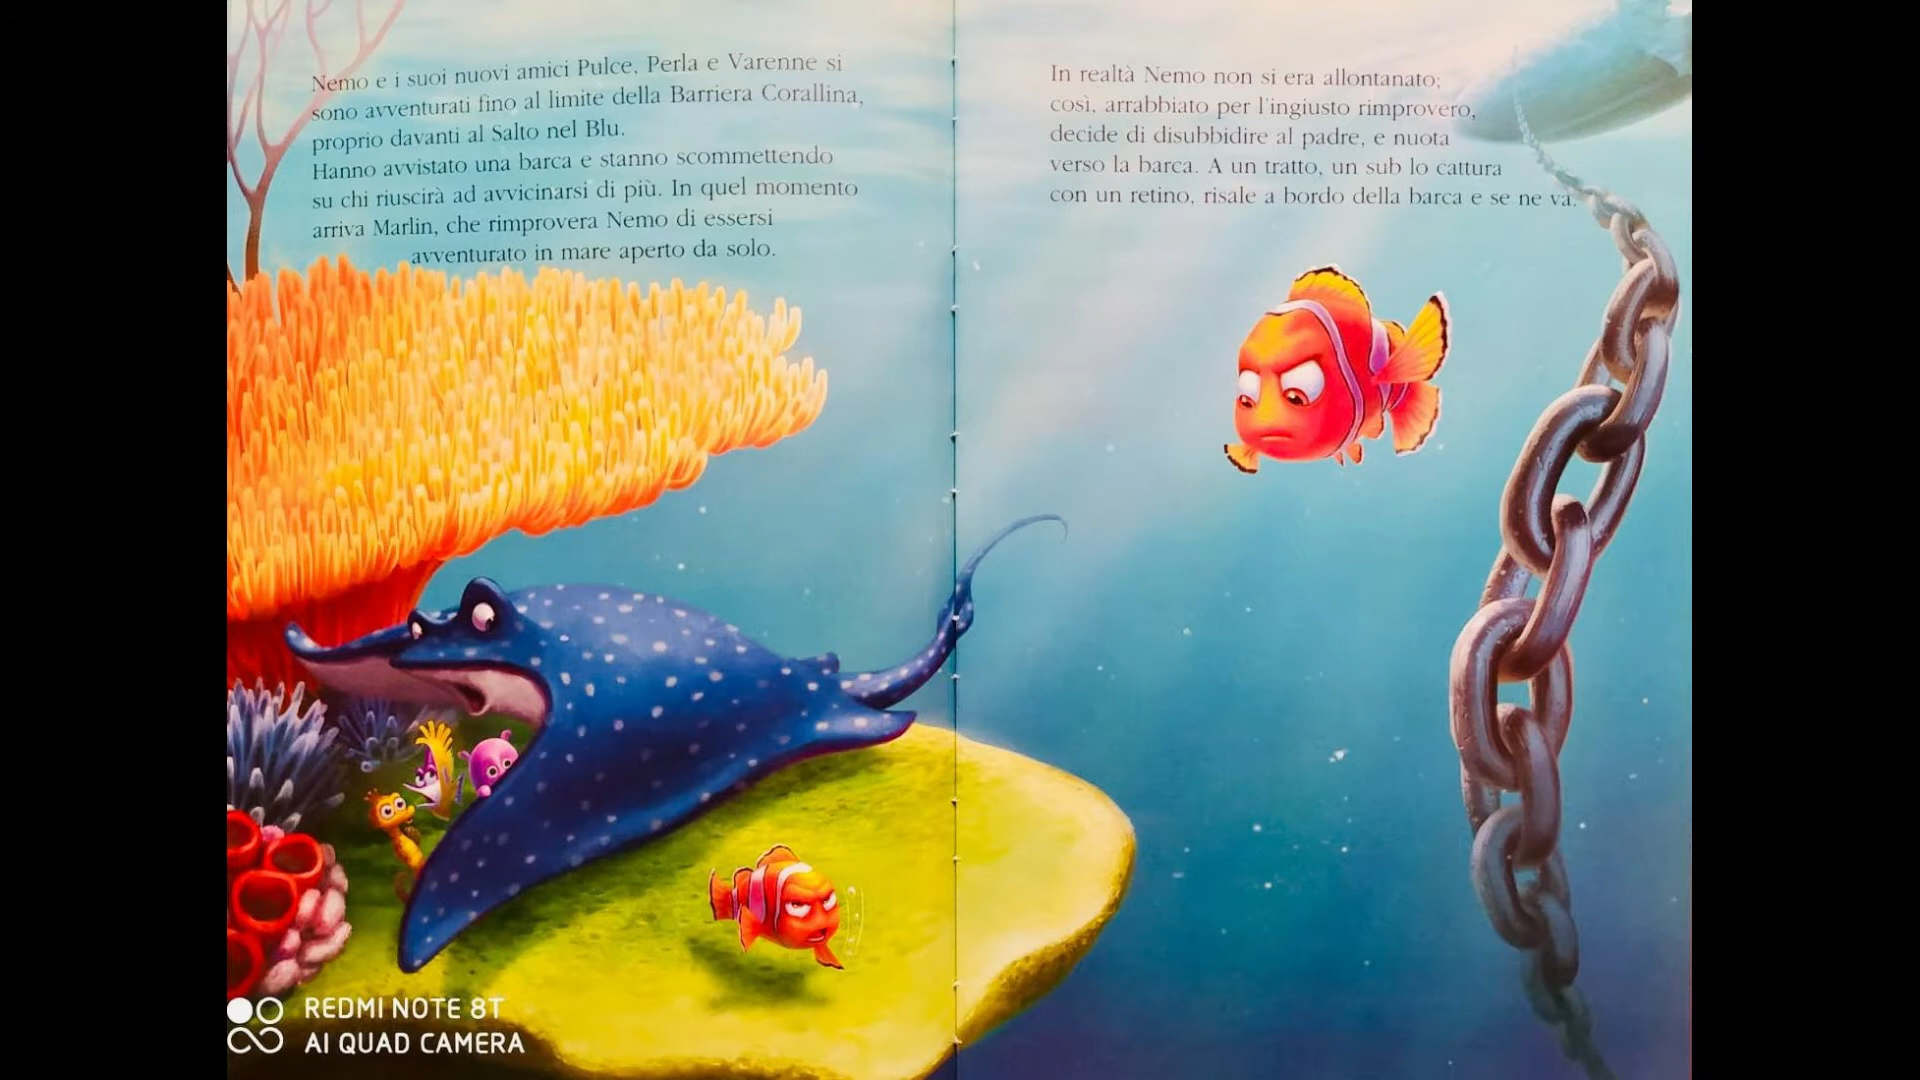 Nemo e i suoi nuovi amici Pulce, Perla e Varenne si
sono avventurati fino al limite della Barriera Corallina,
proprio davanti al Salto nel Blu.
Hanno avvistato una barca e stanno scommettendo
su chi riuscirà ad avvicinarsi di più. In quel momento
arriva Marlin, che rimprovera Nemo di essersi
avventurato in mare aperto da solo.
In realtà Nemo non si era allontanato;
così, arrabbiato per l'ingiusto rimprovero,
decide di disubbidire al padre, e nuota
verso la barca. A un tratto, un sub lo cattura
con un retino, risale a bordo della barca e se ne va.
REDMI NOTE 8T
AI QUAD CAMERA